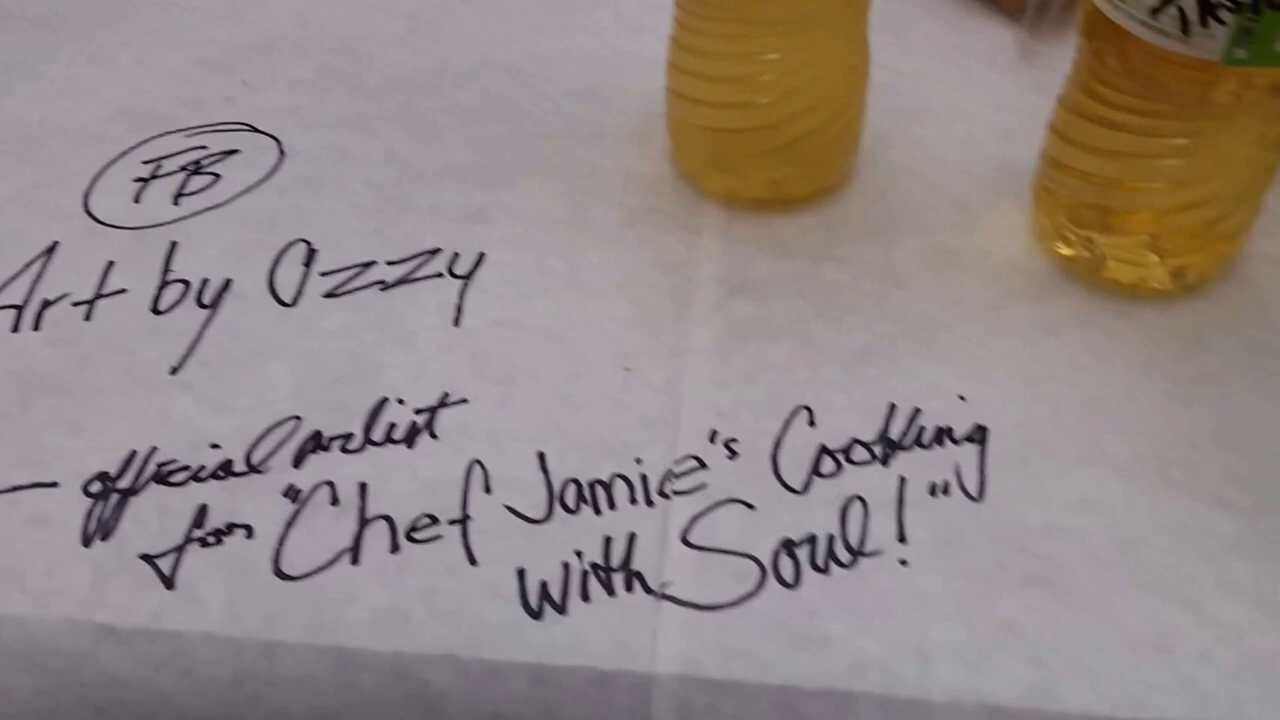 FB
Art by Ozzy
— official artist
for "Chef Jamie's Cooking
with Soul!"